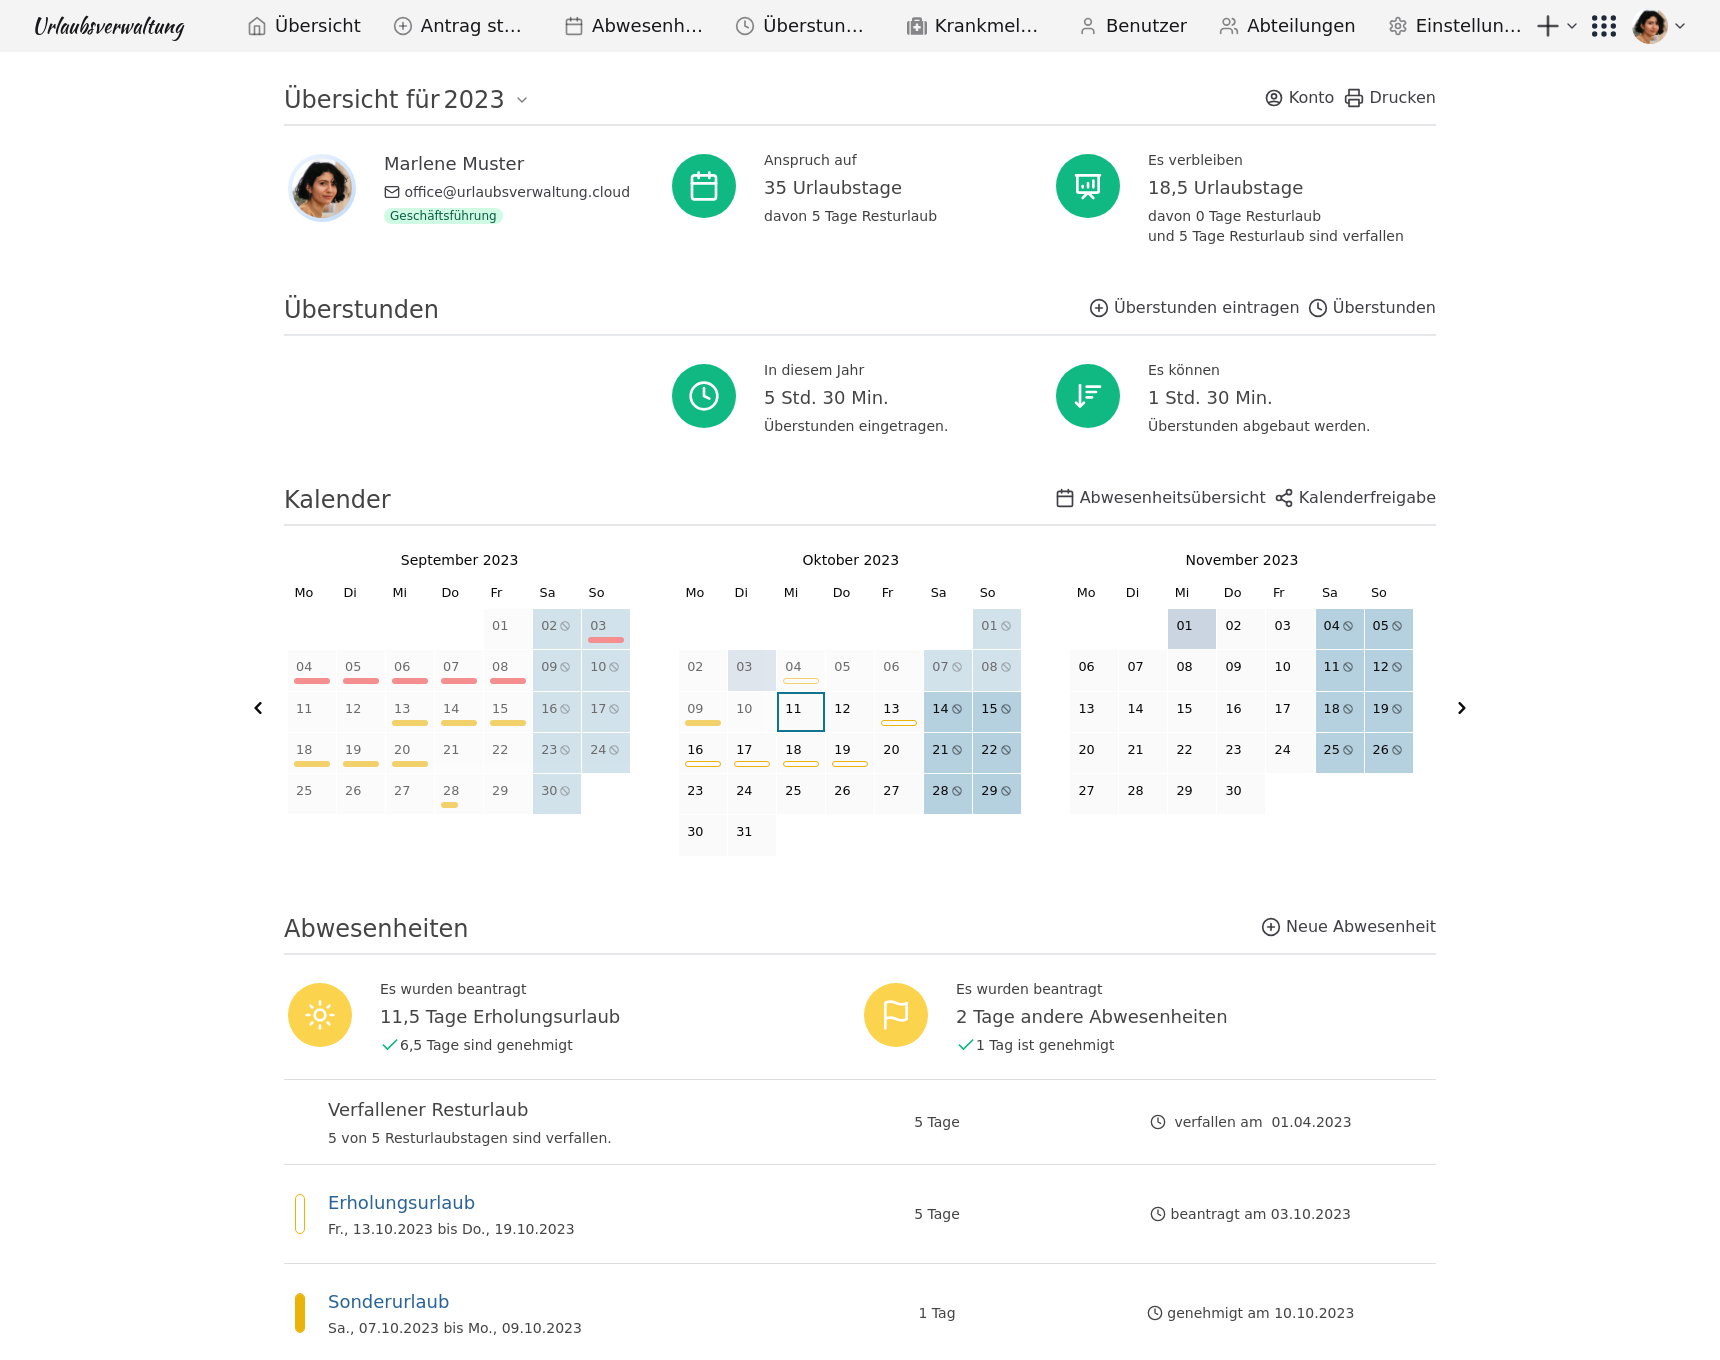 Urlaubsverwaltung
Übersicht
Antrag st…
Abwesenh…
Überstun…
Krankmel…
Benutzer
Abteilungen
Einstellun…
Übersicht für 2023
Konto
Drucken
Marlene Muster
office@urlaubsverwaltung.cloud
Geschäftsführung
Anspruch auf
35 Urlaubstage
davon 5 Tage Resturlaub
Es verbleiben
18,5 Urlaubstage
davon 0 Tage Resturlaub
und 5 Tage Resturlaub sind verfallen
Überstunden
Überstunden eintragen
Überstunden
In diesem Jahr
5 Std. 30 Min.
Überstunden eingetragen.
Es können
1 Std. 30 Min.
Überstunden abgebaut werden.
Kalender
Abwesenheitsübersicht
Kalenderfreigabe
September 2023
Mo Di Mi Do Fr Sa So
01 02 03
04 05 06 07 08 09 10
11 12 13 14 15 16 17
18 19 20 21 22 23 24
25 26 27 28 29 30
Oktober 2023
Mo Di Mi Do Fr Sa So
01
02 03 04 05 06 07 08
09 10 11 12 13 14 15
16 17 18 19 20 21 22
23 24 25 26 27 28 29
30 31
November 2023
Mo Di Mi Do Fr Sa So
01 02 03 04 05
06 07 08 09 10 11 12
13 14 15 16 17 18 19
20 21 22 23 24 25 26
27 28 29 30
Abwesenheiten
Neue Abwesenheit
Es wurden beantragt
11,5 Tage Erholungsurlaub
6,5 Tage sind genehmigt
Es wurden beantragt
2 Tage andere Abwesenheiten
1 Tag ist genehmigt
Verfallener Resturlaub
5 von 5 Resturlaubstagen sind verfallen.
5 Tage
verfallen am 01.04.2023
Erholungsurlaub
Fr., 13.10.2023 bis Do., 19.10.2023
5 Tage
beantragt am 03.10.2023
Sonderurlaub
Sa., 07.10.2023 bis Mo., 09.10.2023
1 Tag
genehmigt am 10.10.2023